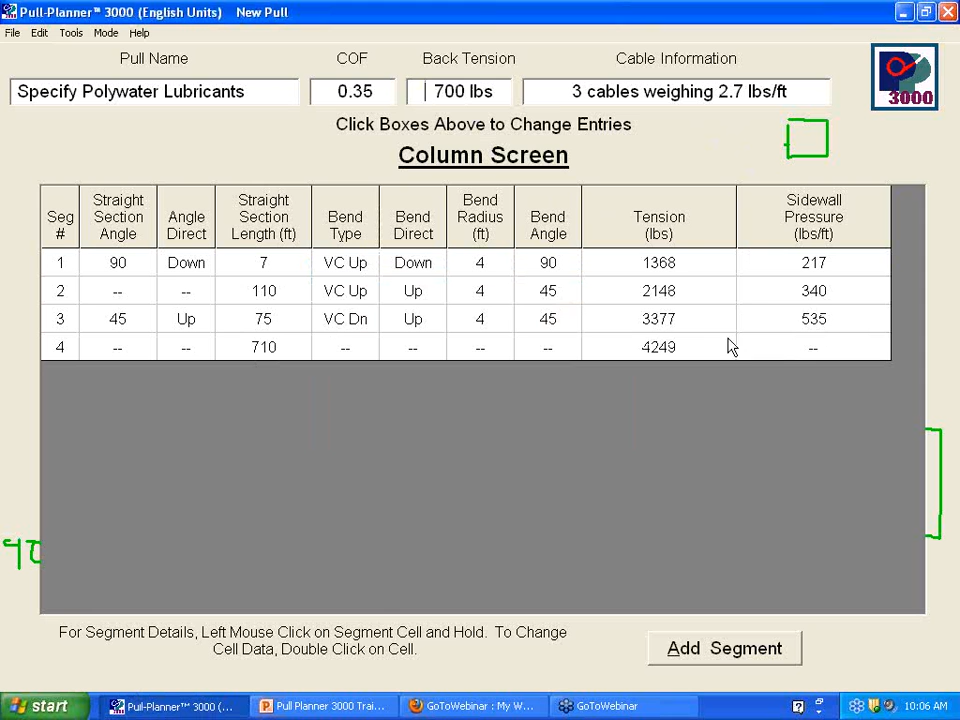 Pull-Planner™ 3000 (English Units) New Pull
File Edit Tools Mode Help
Pull Name COF Back Tension Cable Information
Specify Polywater Lubricants 0.35 700 lbs 3 cables weighing 2.7 lbs/ft
3000
Click Boxes Above to Change Entries
Column Screen
Seg # Straight Section Angle Angle Direct Straight Section Length (ft) Bend Type Bend Direct Bend Radius (ft) Bend Angle Tension (lbs) Sidewall Pressure (lbs/ft)
1 90 Down 7 VC Up Down 4 90 1368 217
2 -- -- 110 VC Up Up 4 45 2148 340
3 45 Up 75 VC Dn Up 4 45 3377 535
4 -- -- 710 -- -- -- -- 4249 --
For Segment Details, Left Mouse Click on Segment Cell and Hold. To Change
Cell Data, Double Click on Cell.
Add Segment
start Pull-Planner™ 3000 (... Pull Planner 3000 Trai... GoToWebinar : My W... GoToWebinar 10:06 AM